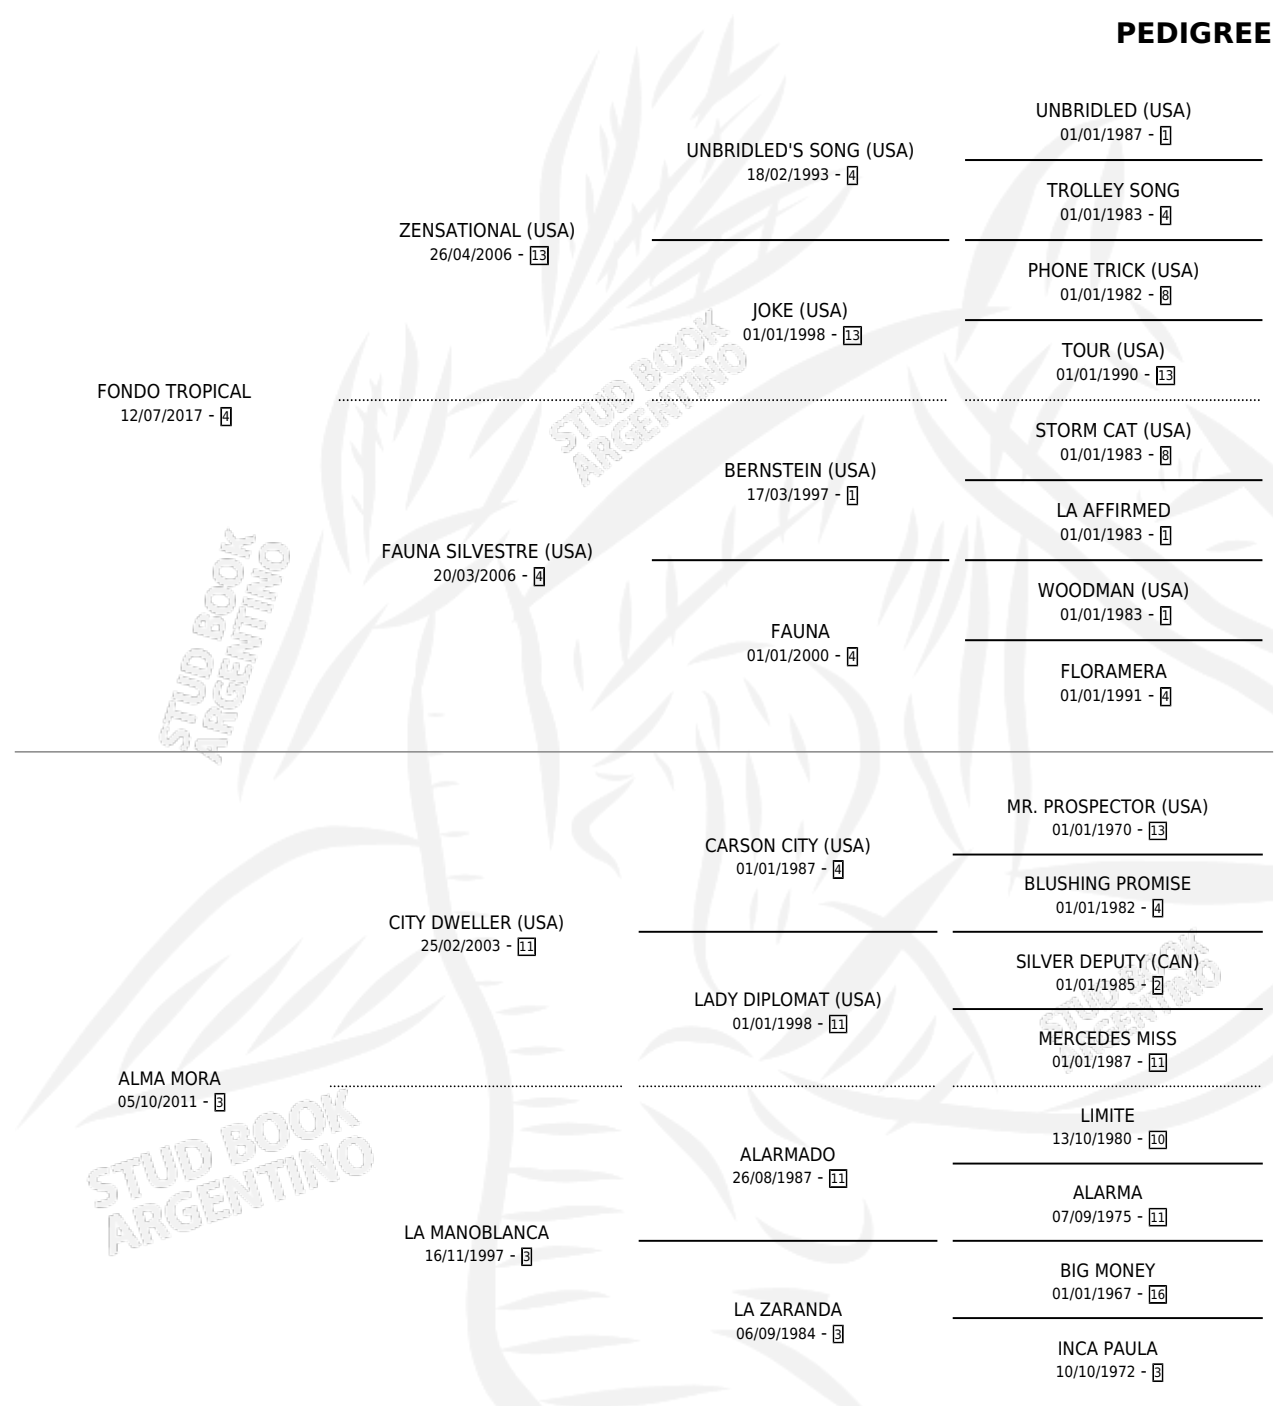 PEDIGREE
UNBRIDLED (USA)
01/01/1987 - 1
UNBRIDLED'S SONG (USA)
18/02/1993 - 4
TROLLEY SONG
01/01/1983 - 4
ZENSATIONAL (USA)
26/04/2006 - 13
PHONE TRICK (USA)
01/01/1982 - 8
JOKE (USA)
01/01/1998 - 13
TOUR (USA)
01/01/1990 - 13
FONDO TROPICAL
12/07/2017 - 4
STUD BOOK
ARGENTINO
STORM CAT (USA)
01/01/1983 - 8
BERNSTEIN (USA)
17/03/1997 - 1
LA AFFIRMED
01/01/1983 - 1
FAUNA SILVESTRE (USA)
20/03/2006 - 4
WOODMAN (USA)
01/01/1983 - 1
FAUNA
01/01/2000 - 4
FLORAMERA
01/01/1991 - 4
STUD BOOK
ARGENTINO
MR. PROSPECTOR (USA)
01/01/1970 - 13
CARSON CITY (USA)
01/01/1987 - 4
BLUSHING PROMISE
01/01/1982 - 4
CITY DWELLER (USA)
25/02/2003 - 11
SILVER DEPUTY (CAN)
01/01/1985 - 2
LADY DIPLOMAT (USA)
01/01/1998 - 11
STUD BOOK
ARGENTINO
MERCEDES MISS
01/01/1987 - 11
ALMA MORA
05/10/2011 - 3
LIMITE
13/10/1980 - 10
ALARMADO
26/08/1987 - 11
STUD BOOK
ARGENTINO
ALARMA
07/09/1975 - 11
LA MANOBLANCA
16/11/1997 - 3
BIG MONEY
01/01/1967 - 16
LA ZARANDA
06/09/1984 - 3
INCA PAULA
10/10/1972 - 3